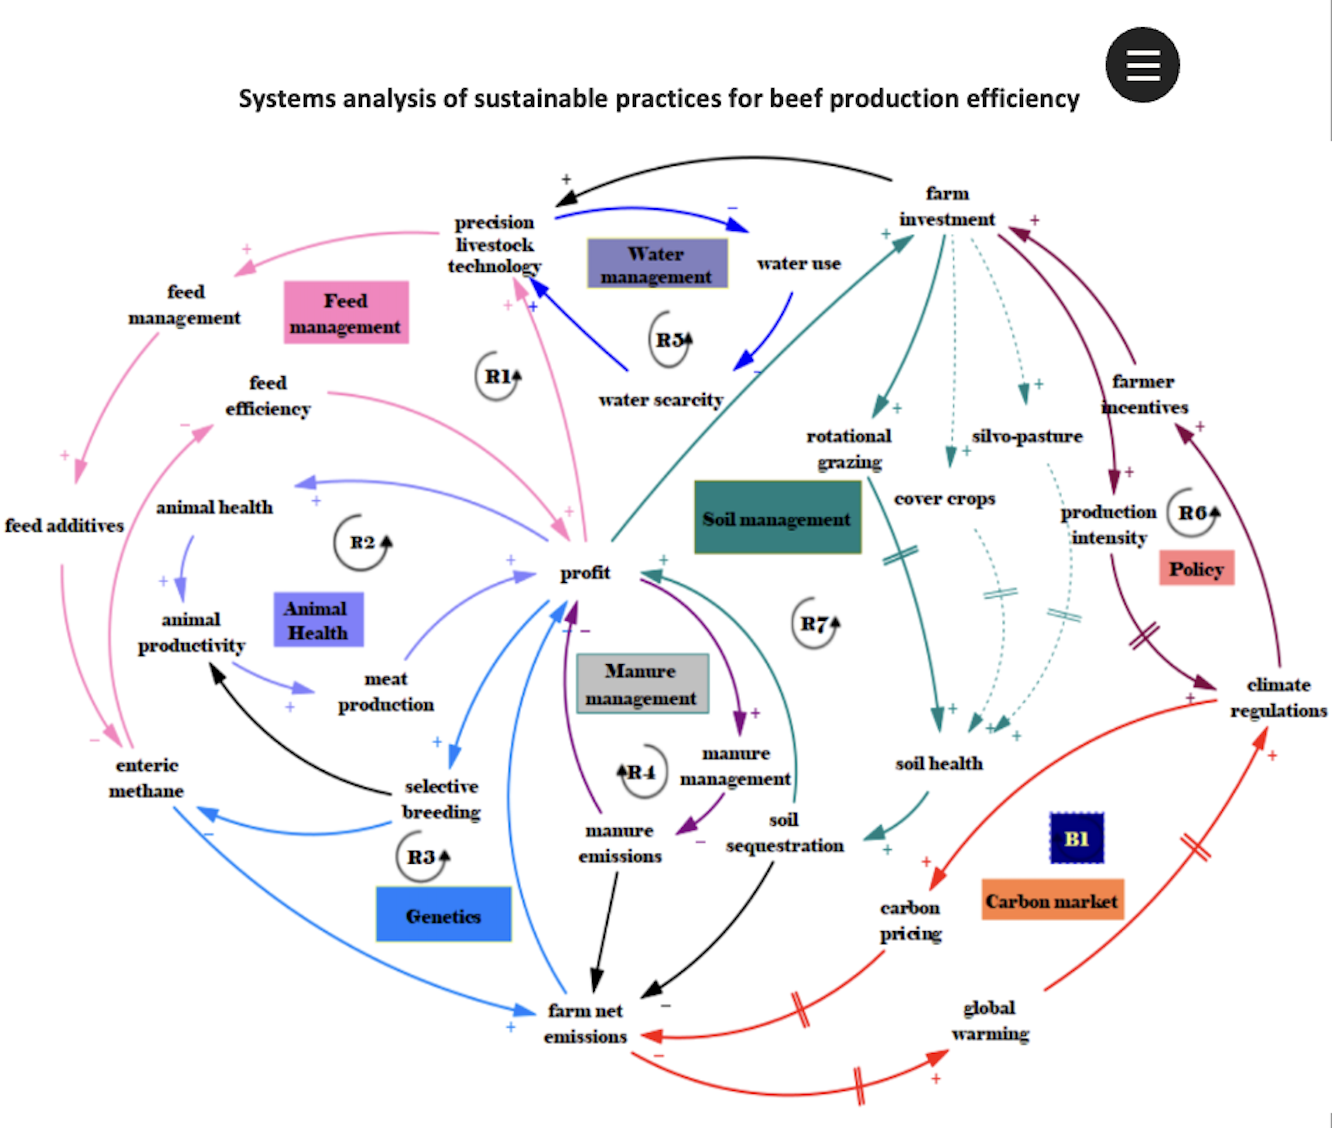 Systems analysis of sustainable practices for beef production efficiency
farm
investment
precision
livestock
technology
Water
management
water use
feed
management
Feed
management
R5
R1
feed
efficiency
water scarcity
farmer
incentives
rotational
grazing
silvo-pasture
cover crops
animal health
feed additives
Soil management
production
intensity
R6
R2
Policy
profit
animal
productivity
Animal
Health
R7
Manure
management
meat
production
climate
regulations
enteric
methane
selective
breeding
manure
management
R4
soil health
manure
emissions
soil
sequestration
R3
B1
Genetics
Carbon market
carbon
pricing
farm net
emissions
global
warming